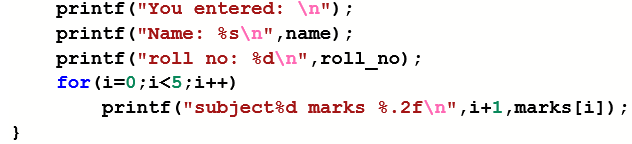 printf("You entered: \n");
printf("Name: %s\n",name);
printf("roll no: %d\n",roll_no);
for(i=0;i<5;i++)
printf("subject%d marks %.2f\n",i+1,marks[i]);
}